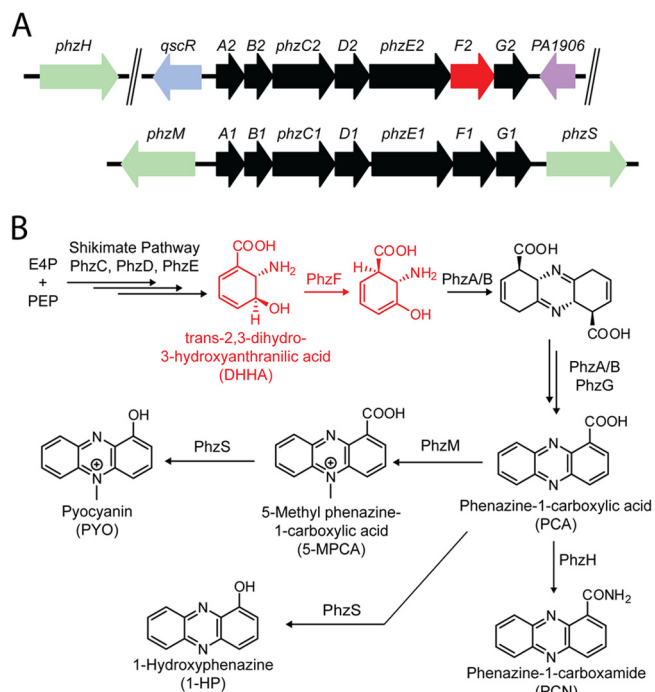 A
phzH qscR A2 B2 phzC2 D2 phzE2 F2 G2 PA1906
phzM A1 B1 phzC1 D1 phzE1 F1 G1 phzS
B
E4P
+
PEP
Shikimate Pathway
PhzC, PhzD, PhzE
COOH
NH2
OH
H
trans-2,3-dihydro-
3-hydroxyanthranilic acid
(DHHA)
PhzF
COOH
H
NH2
OH
PhzA/B
COOH
N
N
COOH
PhzA/B
PhzG
OH
N
N
+
Pyocyanin
(PYO)
PhzS
COOH
N
N
+
5-Methyl phenazine-
1-carboxylic acid
(5-MPCA)
PhzM
COOH
N
N
Phenazine-1-carboxylic acid
(PCA)
PhzH
OH
N
N
1-Hydroxyphenazine
(1-HP)
PhzS
CONH2
N
N
Phenazine-1-carboxamide
(PCN)